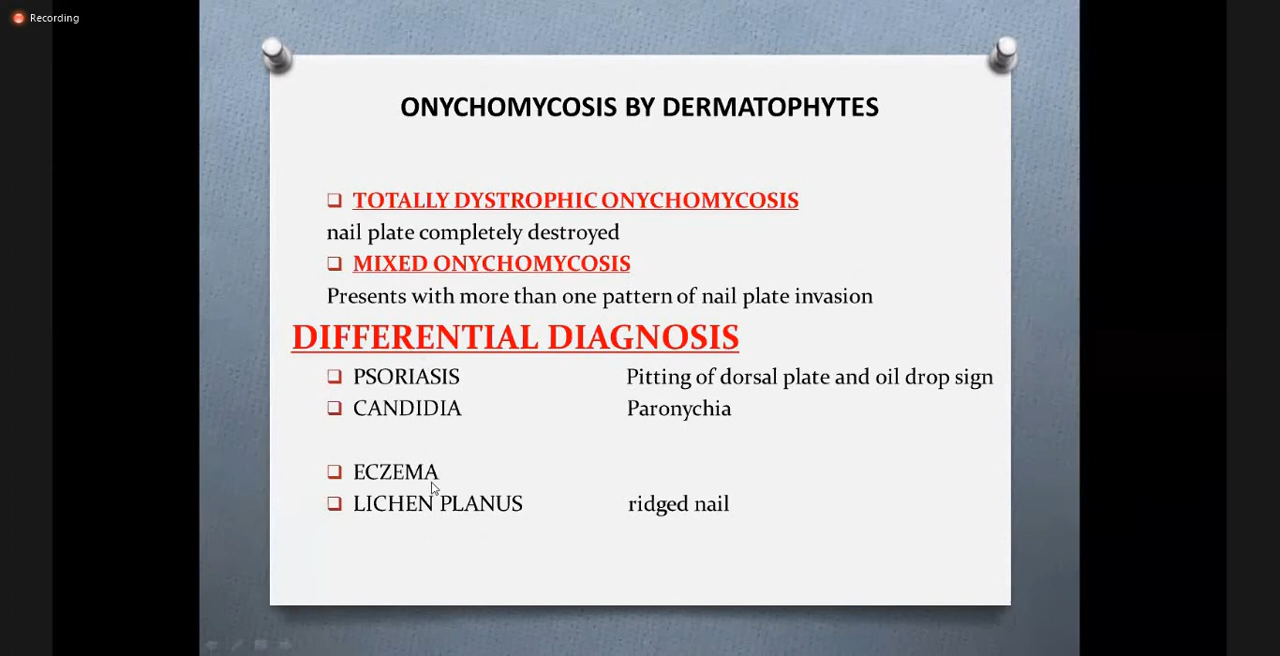 Recording
ONYCHOMYCOSIS BY DERMATOPHYTES
TOTALLY DYSTROPHIC ONYCHOMYCOSIS
nail plate completely destroyed
MIXED ONYCHOMYCOSIS
Presents with more than one pattern of nail plate invasion
DIFFERENTIAL DIAGNOSIS
PSORIASIS Pitting of dorsal plate and oil drop sign
CANDIDIA Paronychia
ECZEMA
LICHEN PLANUS ridged nail